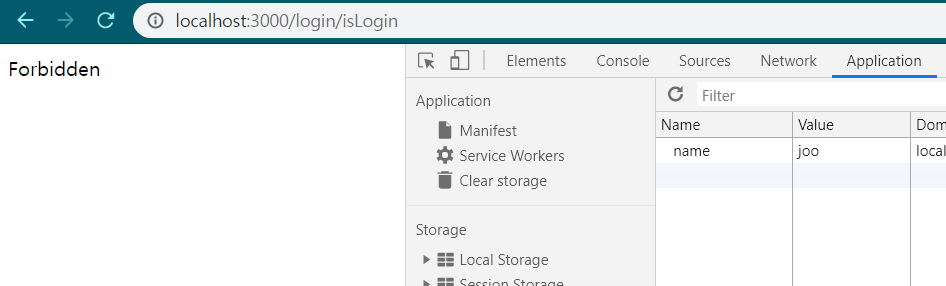 localhost:3000/login/isLogin
Forbidden
Elements Console Sources Network Application
Application
Manifest
Service Workers
Clear storage
Storage
Local Storage
Session Storage
Filter
Name Value Dom
name joo local